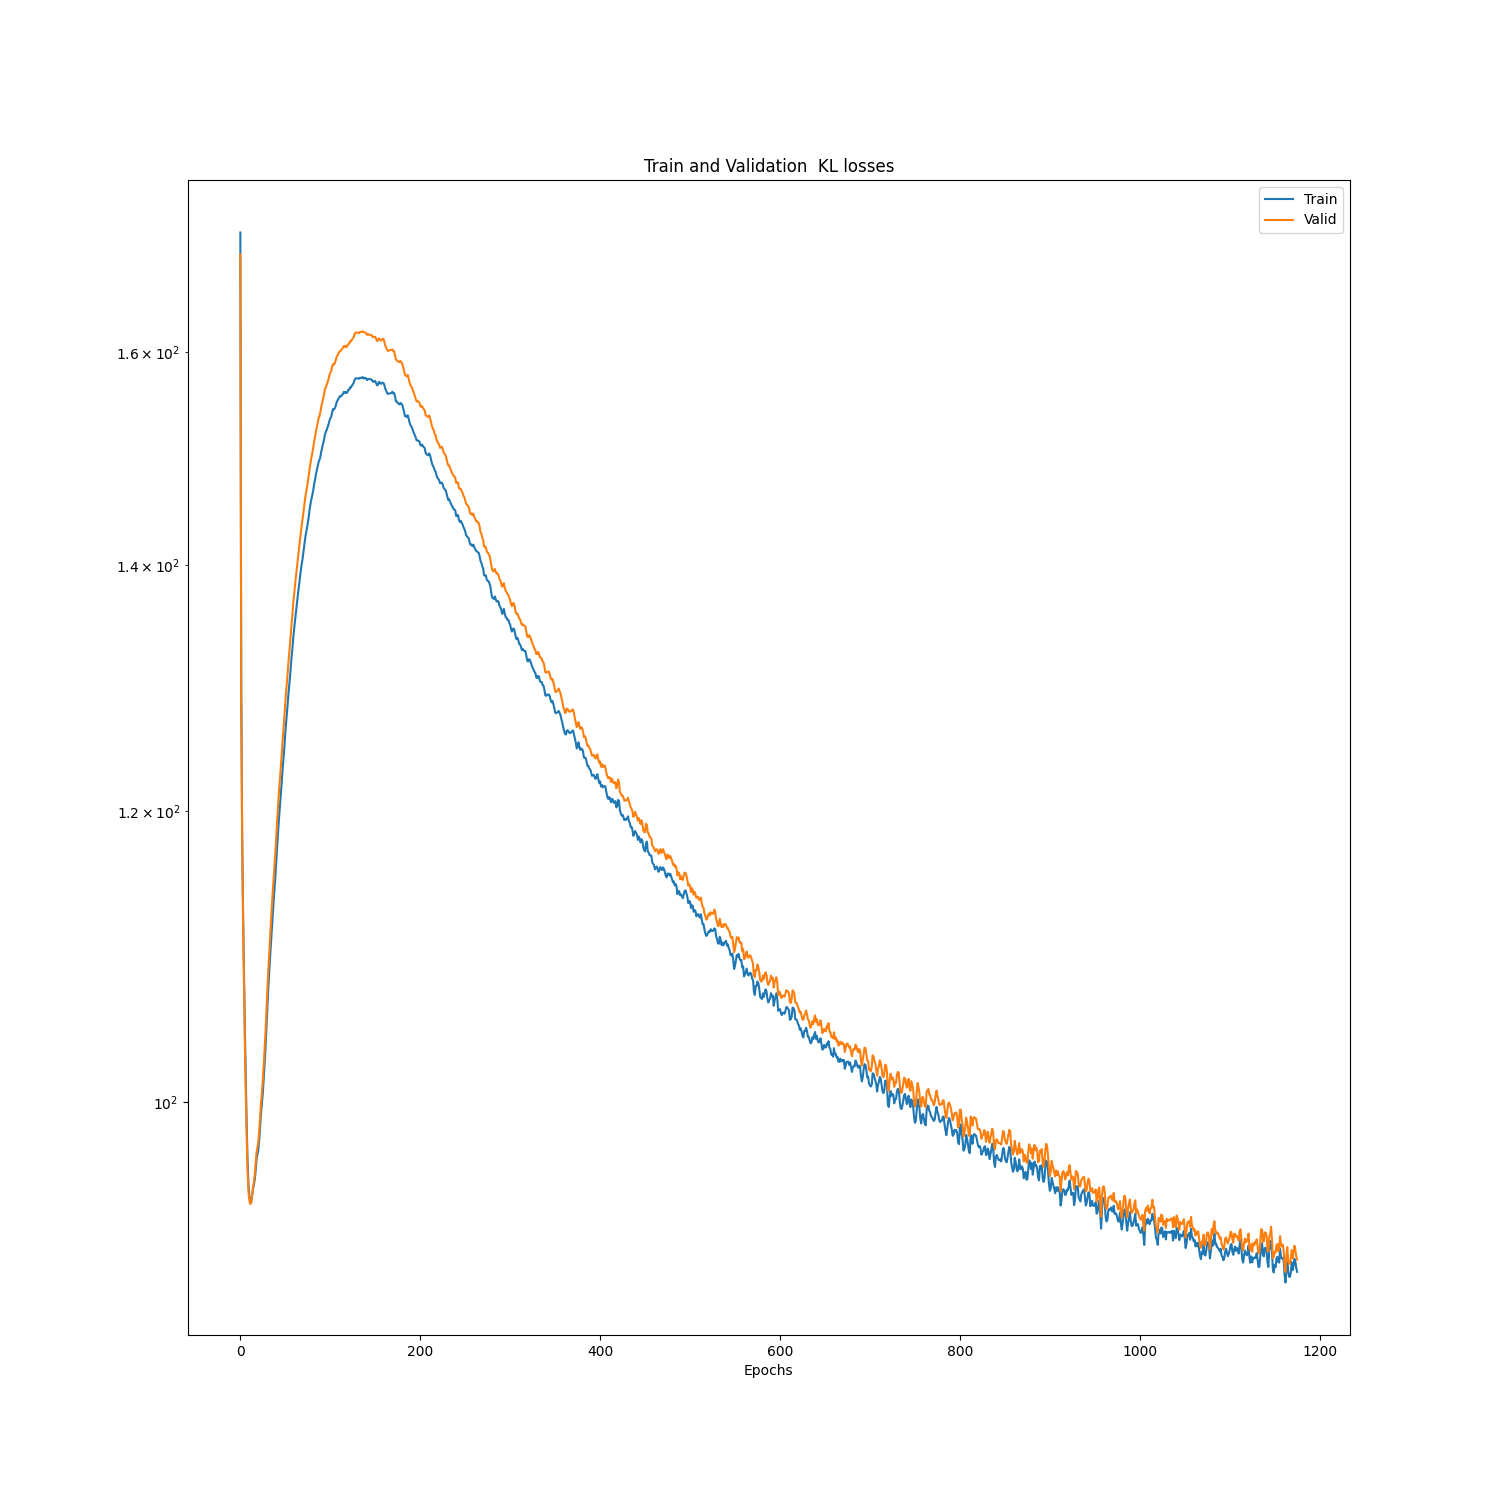 Train and Validation  KL losses
Train
Valid
1.6 × 10²
1.4 × 10²
1.2 × 10²
10²
0 200 400 600 800 1000 1200
Epochs